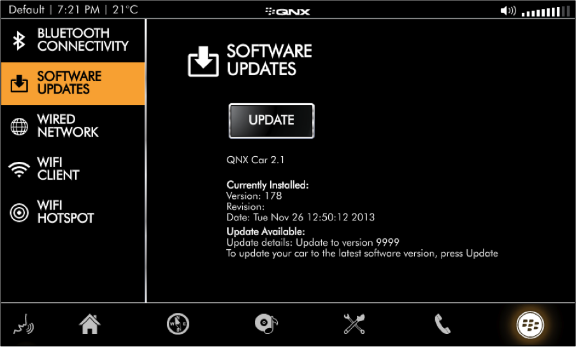 Default | 7:21 PM | 21°C
QNX
BLUETOOTH
CONNECTIVITY
SOFTWARE
UPDATES
WIRED
NETWORK
WIFI
CLIENT
WIFI
HOTSPOT
SOFTWARE
UPDATES
UPDATE
QNX Car 2.1
Currently Installed:
Version: 178
Revision:
Date: Tue Nov 26 12:50:12 2013
Update Available:
Update details: Update to version 9999
To update your car to the latest software version, press Update